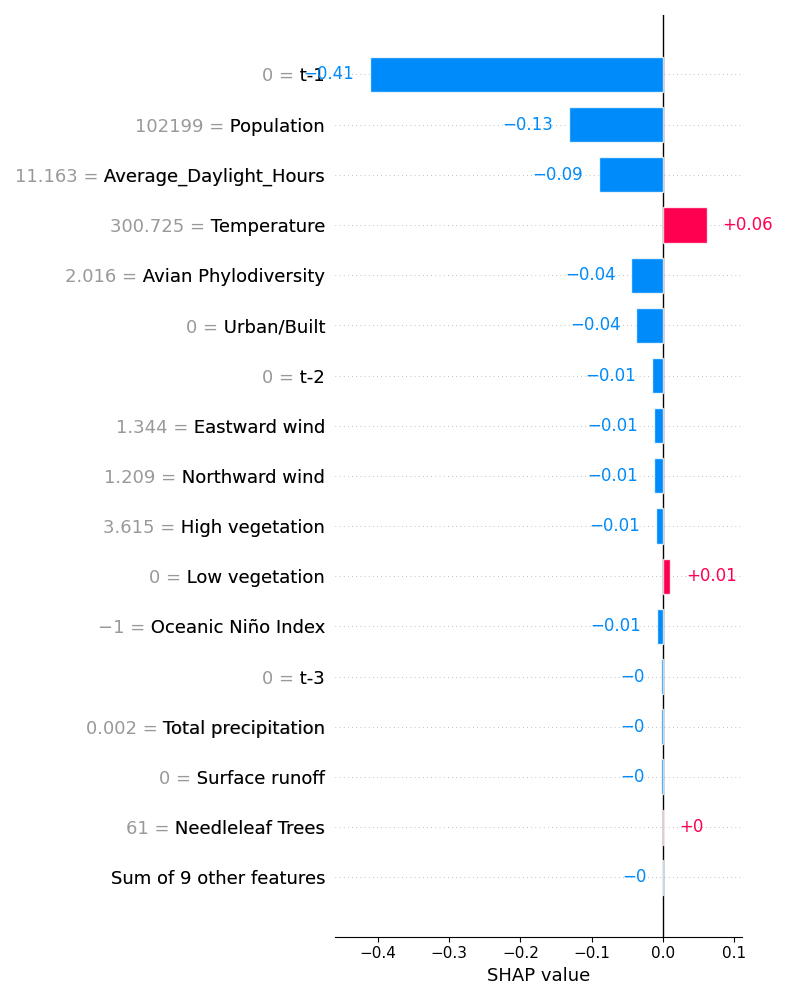 0 = t-1 −0.41
102199 = Population −0.13
11.163 = Average_Daylight_Hours −0.09
300.725 = Temperature +0.06
2.016 = Avian Phylodiversity −0.04
0 = Urban/Built −0.04
0 = t-2 −0.01
1.344 = Eastward wind −0.01
1.209 = Northward wind −0.01
3.615 = High vegetation −0.01
0 = Low vegetation +0.01
−1 = Oceanic Niño Index −0.01
0 = t-3 −0
0.002 = Total precipitation −0
0 = Surface runoff −0
61 = Needleleaf Trees +0
Sum of 9 other features −0
−0.4 −0.3 −0.2 −0.1 0.0 0.1
SHAP value